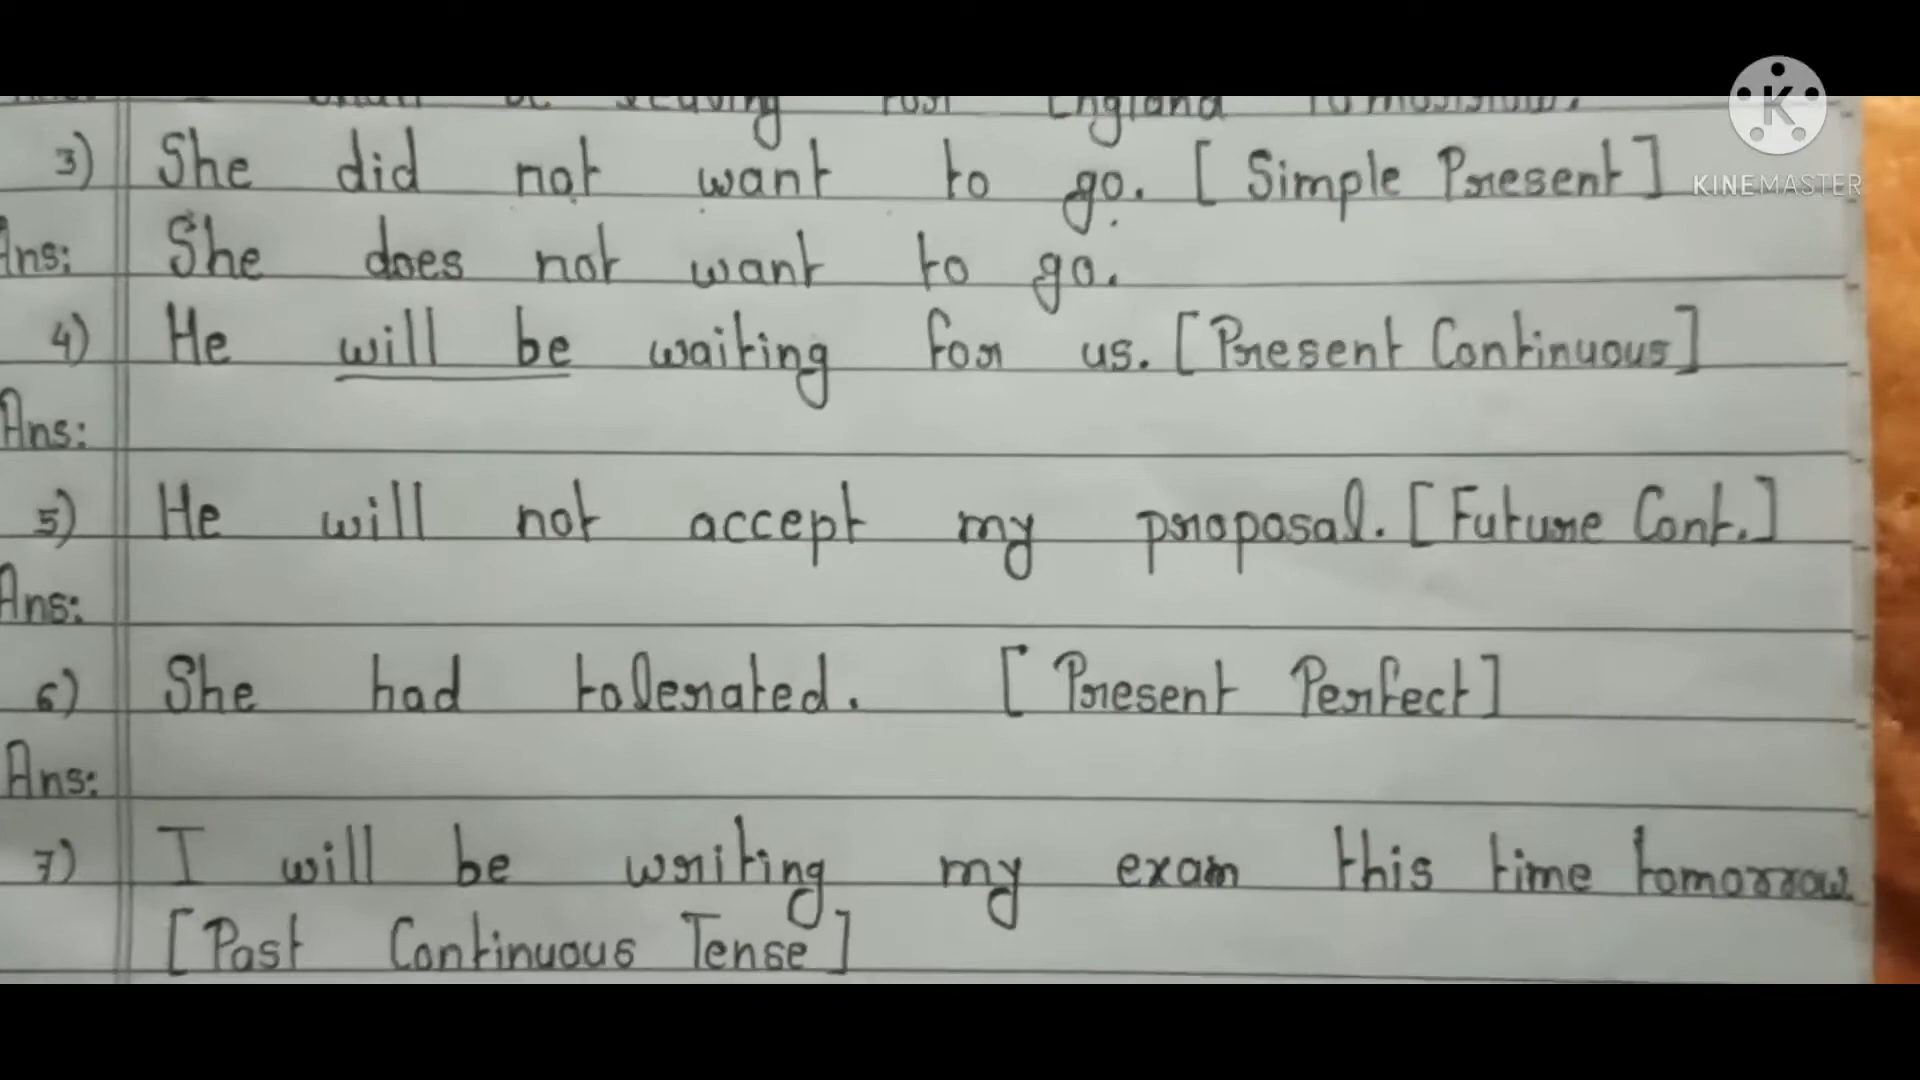 England
3) She did not want to go. [ Simple Present ]
Ans: She does not want to go.
4) He will be waiting for us. [ Present Continuous ]
Ans:
5) He will not accept my proposal. [ Future Cont. ]
Ans:
6) She had tolerated. [ Present Perfect ]
Ans:
7) I will be writing my exam this time tomorrow
[ Past Continuous Tense ]
K
KINEMASTER